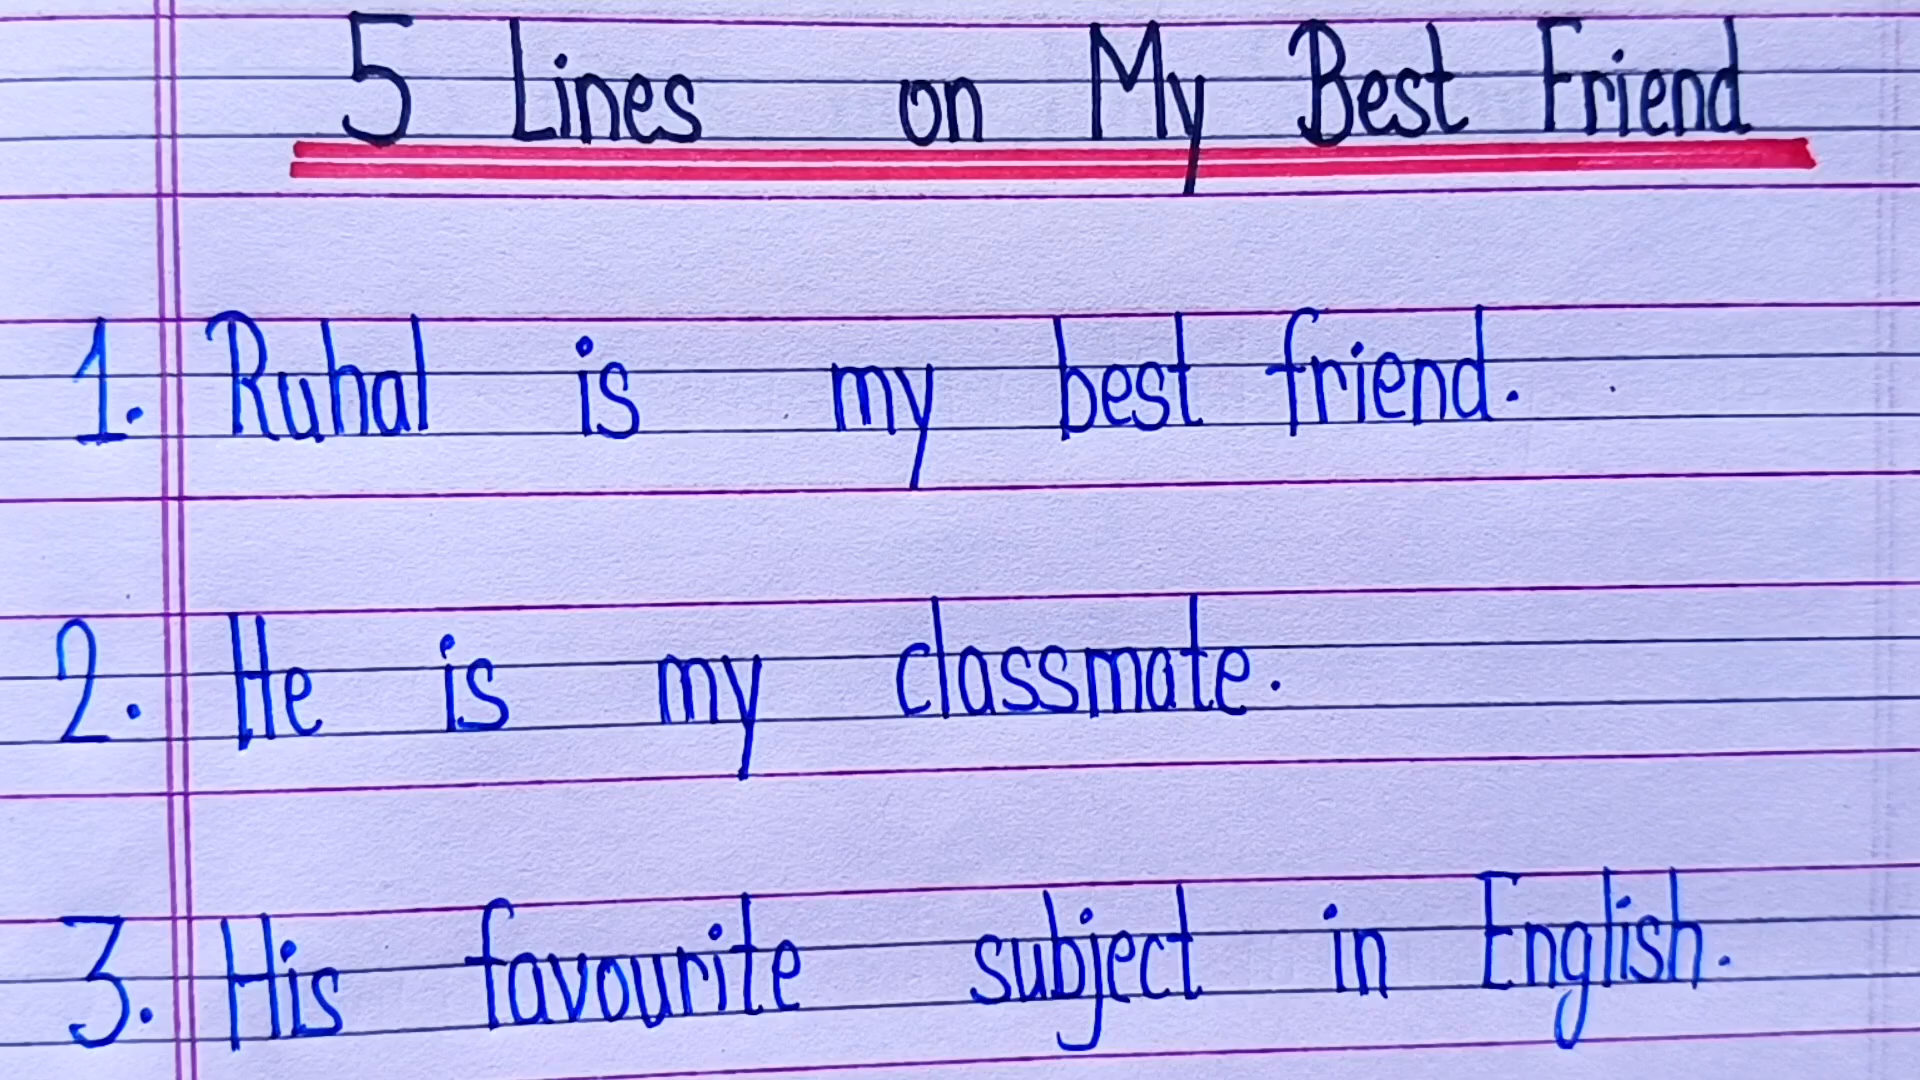 5 Lines on My Best Friend
1. Ruhal is my best friend.
2. He is my classmate.
3. His favourite subject in English.